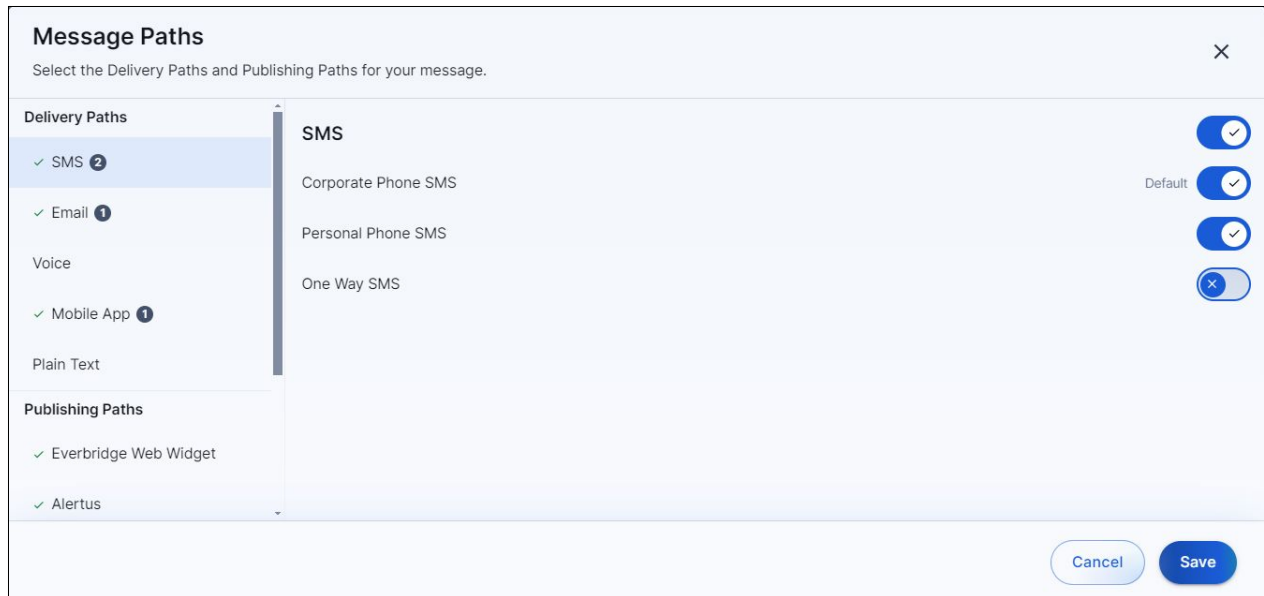 Message Paths
Select the Delivery Paths and Publishing Paths for your message.
Delivery Paths
SMS 2
Email 1
Voice
Mobile App 1
Plain Text
Publishing Paths
Everbridge Web Widget
Alertus
SMS
Corporate Phone SMS Default
Personal Phone SMS
One Way SMS
Cancel Save